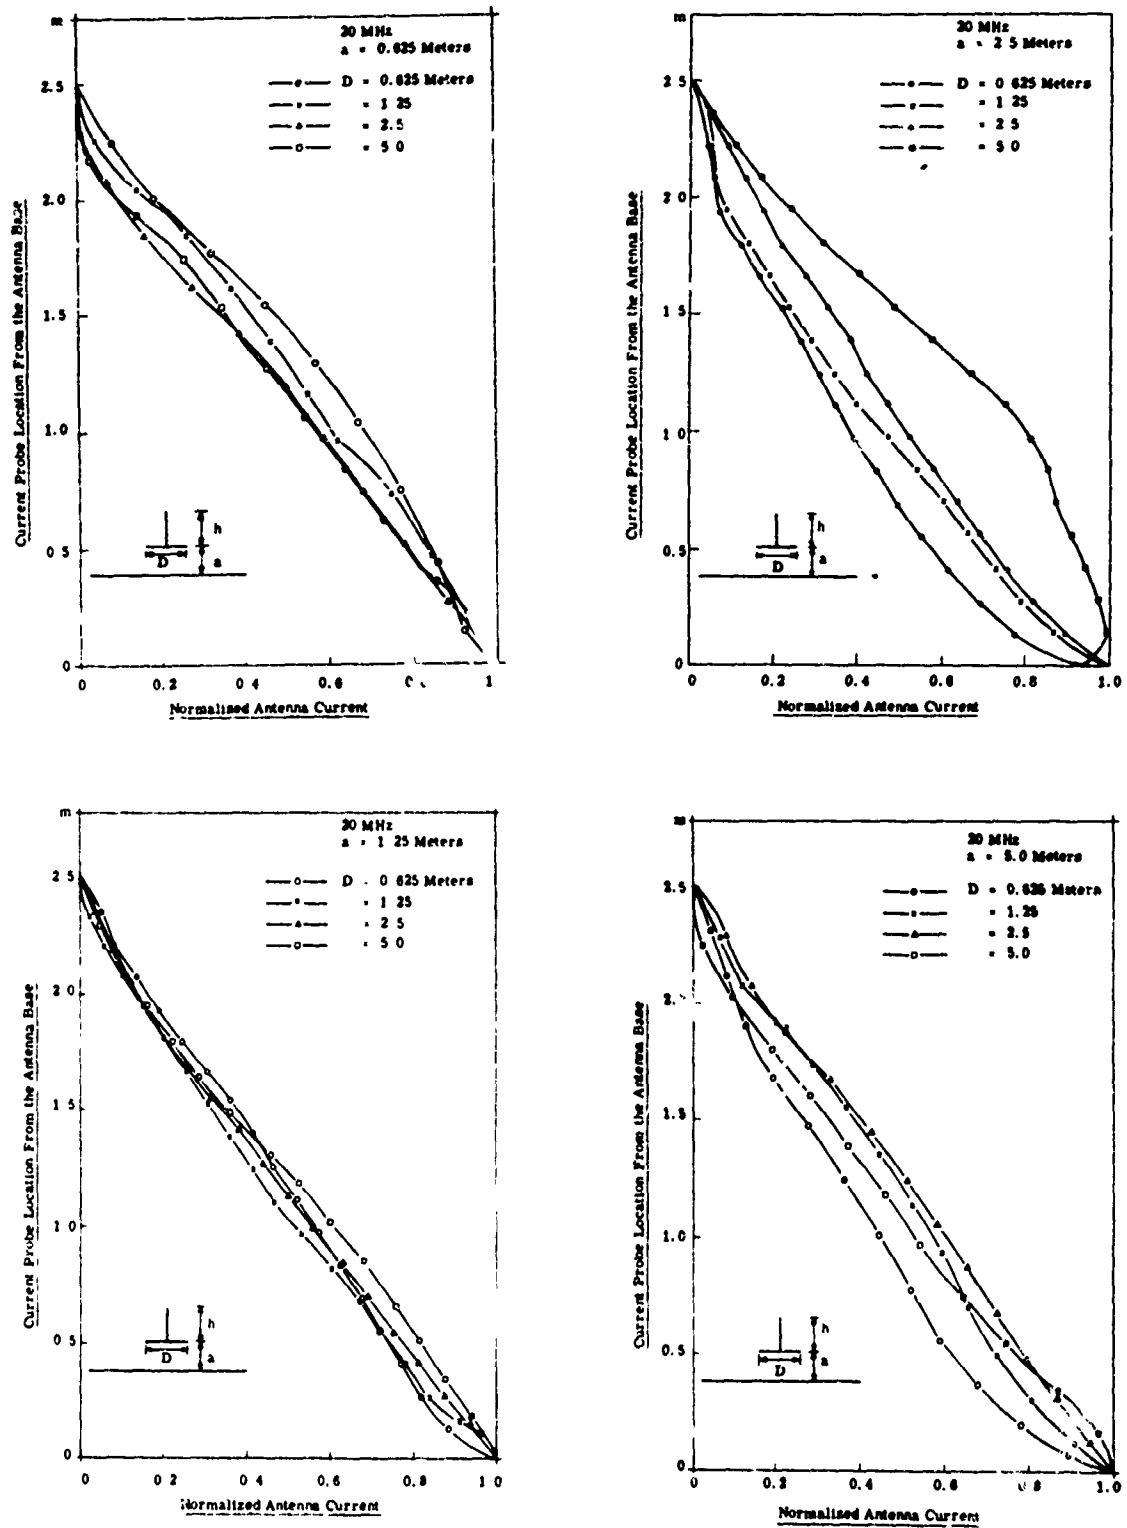 m
20 MHz
a = 0.625 Meters
D = 0.625 Meters
= 1 25
= 2.5
= 5 0
2.5
2.0
1.5
1.0
0 5
0
Current Probe Location From the Antenna Base
h
D
a
0 0.2 0 4 0.6 1
Normalized Antenna Current
m
20 MHz
a = 2 5 Meters
D = 0 625 Meters
= 1 25
= 2 5
= 5 0
2 5
2 0
1 5
1 0
0.5
0
Current Probe Location From the Antenna Base
h
D
a
0 0.2 0.4 0.6 0.8 1.0
Normalized Antenna Current
m
20 MHz
a = 1 25 Meters
D - 0 625 Meters
= 1 25
= 2 5
= 5 0
2 5
2 0
1 5
1 0
0 5
0
Current Probe Location From the Antenna Base
h
D
a
0 0 2 0 4 0 6 0 8 1 0
Normalized Antenna Current
m
20 MHz
a = 5.0 Meters
D = 0.625 Meters
= 1.25
= 2.5
= 5.0
2.5
1.5
1.0
0.5
0
Current Probe Location From the Antenna Base
h
D
a
0 0.2 0.4 0.6 1.0
Normalized Antenna Current